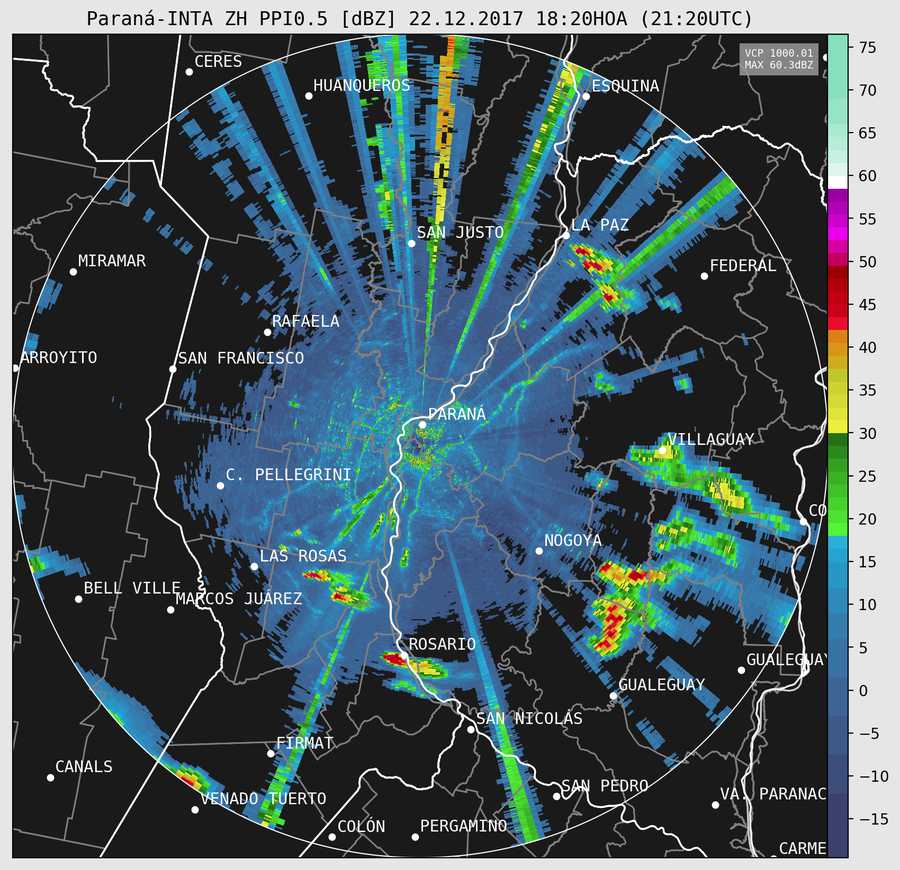 Paraná-INTA ZH PPI0.5 [dBZ] 22.12.2017 18:20HOA (21:20UTC)
VCP 1000.01
MAX 60.3dBZ
CERES
HUANQUEROS
ESQUINA
SAN JUSTO
LA PAZ
MIRAMAR
FEDERAL
RAFAELA
ARROYITO
SAN FRANCISCO
PARANÁ
VILLAGUAY
C. PELLEGRINI
CO
NOGOYA
LAS ROSAS
BELL VILLE
MARCOS JUÁREZ
ROSARIO
GUALEGUAY
GUALEGUAY
SAN NICOLÁS
FIRMAT
CANALS
VENADO TUERTO
SAN PEDRO
VA. PARANAC
COLÓN
PERGAMINO
CARME
75
70
65
60
55
50
45
40
35
30
25
20
15
10
5
0
−5
−10
−15